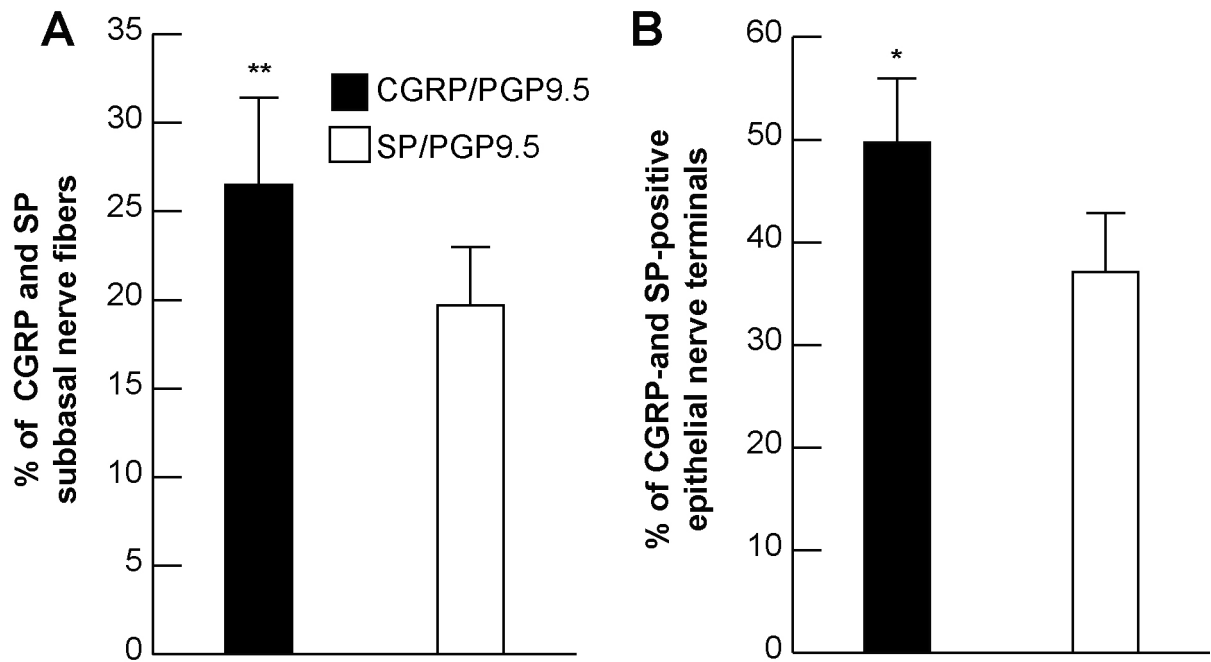 A
% of CGRP and SP
subbasal nerve fibers
35
30
25
20
15
10
5
0
**
CGRP/PGP9.5
SP/PGP9.5
B
% of CGRP-and SP-positive
epithelial nerve terminals
60
50
40
30
20
10
0
*